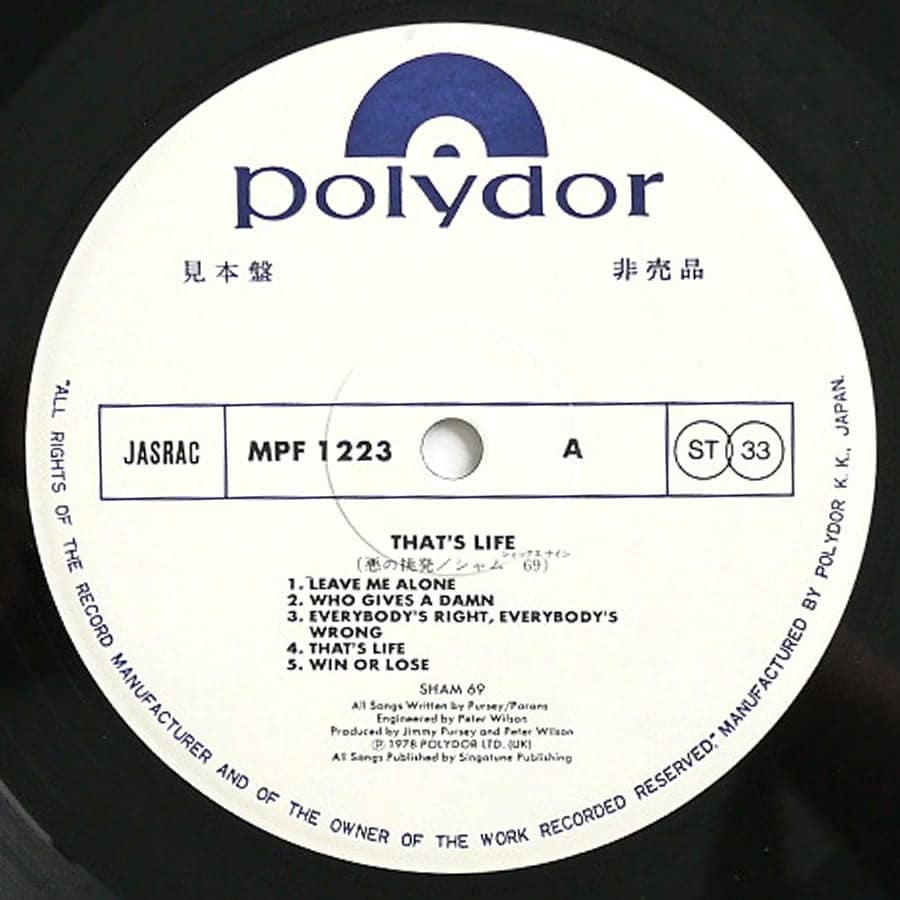 polydor
見本盤 非売品
JASRAC MPF 1223 A ST 33
THAT'S LIFE
シィックスナイン
(悪の挑発/シャム 69)
1. LEAVE ME ALONE
2. WHO GIVES A DAMN
3. EVERYBODY'S RIGHT, EVERYBODY'S
WRONG
4. THAT'S LIFE
5. WIN OR LOSE
SHAM 69
All Songs Written by Pursey/Parons
Engineered by Peter Wilson
Produced by Jimmy Pursey and Peter Wilson
Ⓟ 1978 POLYDOR LTD. (UK)
All Songs Published by Singatune Publishing
"ALL RIGHTS OF THE RECORD MANUFACTURER AND OF THE OWNER OF THE WORK RECORDED RESERVED." MANUFACTURED BY POLYDOR K.K., JAPAN.